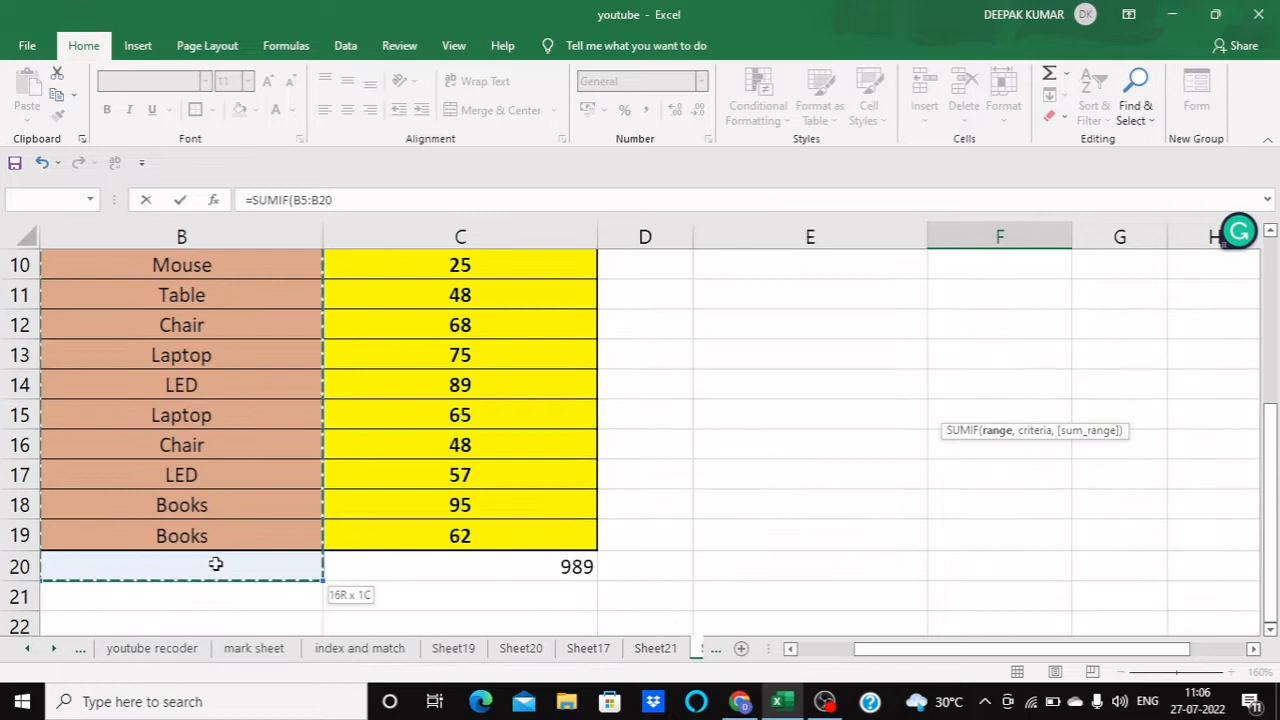 youtube - Excel
DEEPAK KUMAR DK
File Home Insert Page Layout Formulas Data Review View Help Tell me what you want to do Share
Paste
11
B I U A
Wrap Text
Merge & Center
General
%
Conditional Formatting
Format as Table
Cell Styles
Insert
Delete
Format
Sort & Filter
Find & Select
Form
Clipboard Font Alignment Number Styles Cells Editing New Group
=SUMIF(B5:B20
B C D E F G H
10 Mouse 25
11 Table 48
12 Chair 68
13 Laptop 75
14 LED 89
15 Laptop 65
SUMIF(range, criteria, [sum_range])
16 Chair 48
17 LED 57
18 Books 95
19 Books 62
20 989
21 16R x 1C
22
... youtube recoder mark sheet index and match Sheet19 Sheet20 Sheet17 Sheet21 ...
160%
Type here to search
30°C ENG 11:06
27-07-2022 11